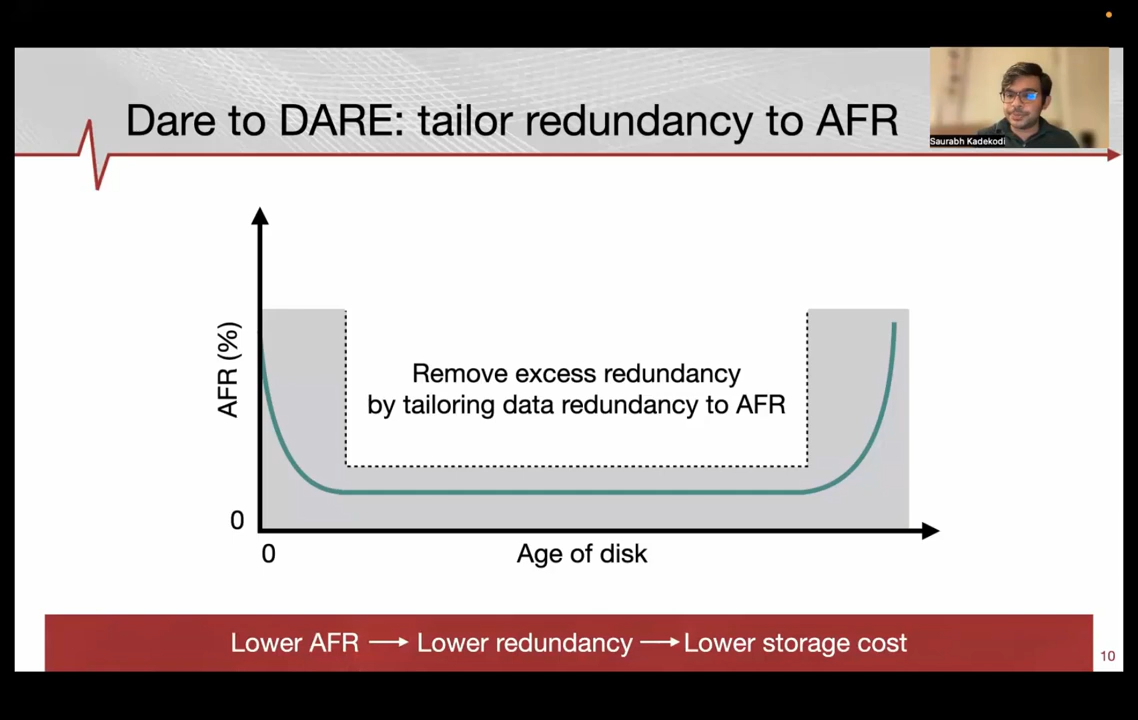 Dare to DARE: tailor redundancy to AFR
Saurabh Kadekodi
AFR (%)
Remove excess redundancy
by tailoring data redundancy to AFR
0
0
Age of disk
Lower AFR → Lower redundancy → Lower storage cost
10